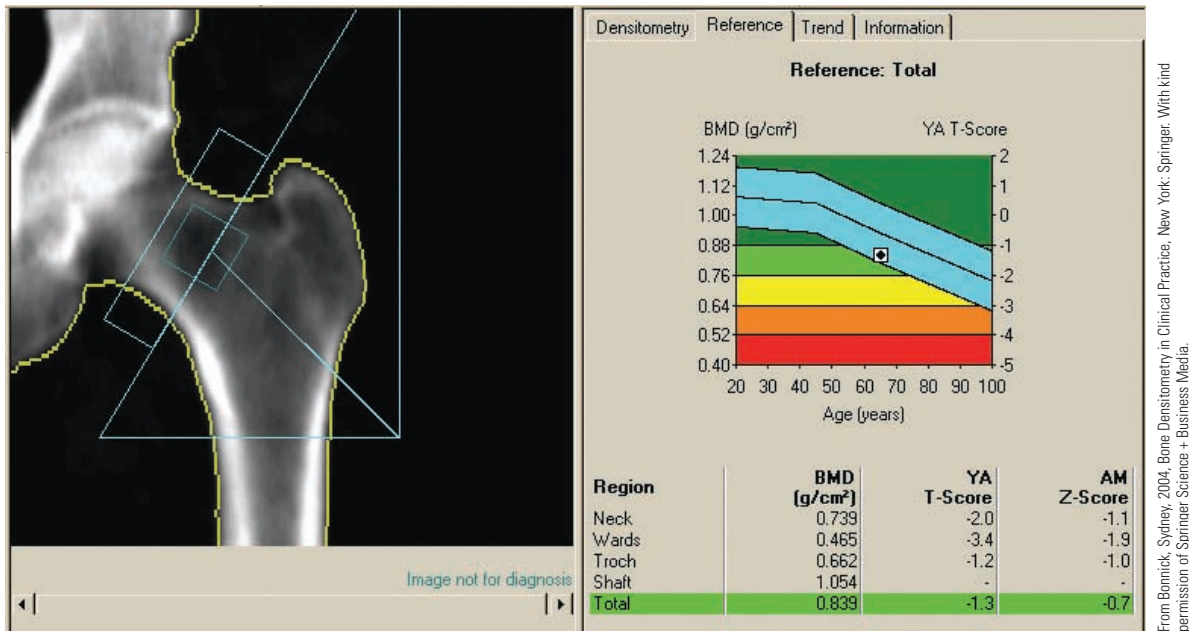 Densitometry Reference Trend Information
Reference: Total
BMD (g/cm²) YA T-Score
1.24 2
1.12 1
1.00 0
0.88 -1
0.76 -2
0.64 -3
0.52 -4
0.40 -5
20 30 40 50 60 70 80 90 100
Age (years)
Region BMD (g/cm²) YA T-Score AM Z-Score
Neck 0.739 -2.0 -1.1
Wards 0.465 -3.4 -1.9
Troch 0.662 -1.2 -1.0
Shaft 1.054 - -
Total 0.839 -1.3 -0.7
Image not for diagnosis
From Bonnick, Sydney, 2004, Bone Densitometry in Clinical Practice, New York: Springer. With kind
permission of Springer Science + Business Media.